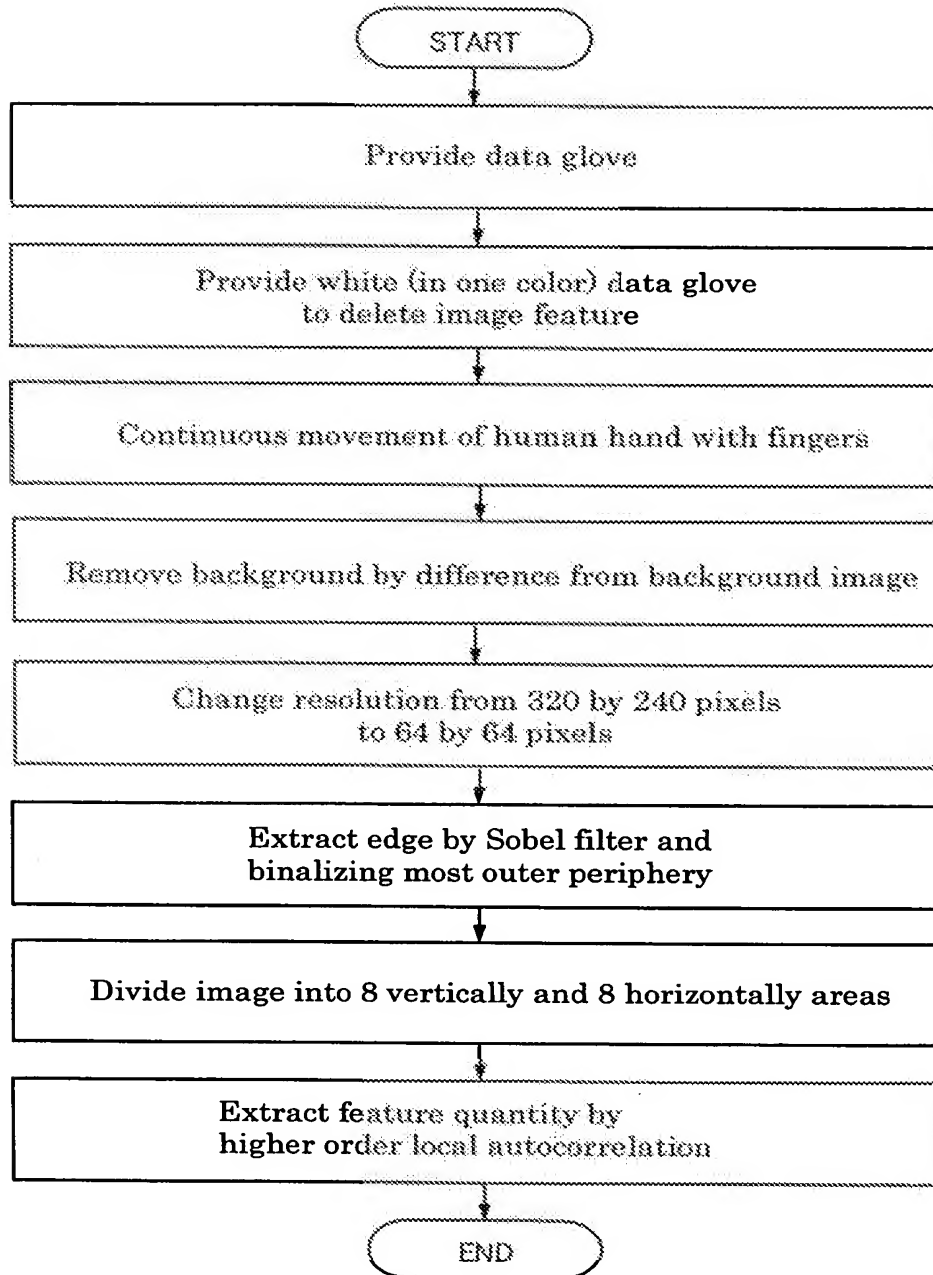 START
Provide data glove
Provide white (in one color) data glove
to delete image feature
Continuous movement of human hand with fingers
Remove background by difference from background image
Change resolution from 320 by 240 pixels
to 64 by 64 pixels
Extract edge by Sobel filter and
binalizing most outer periphery
Divide image into 8 vertically and 8 horizontally areas
Extract feature quantity by
higher order local autocorrelation
END